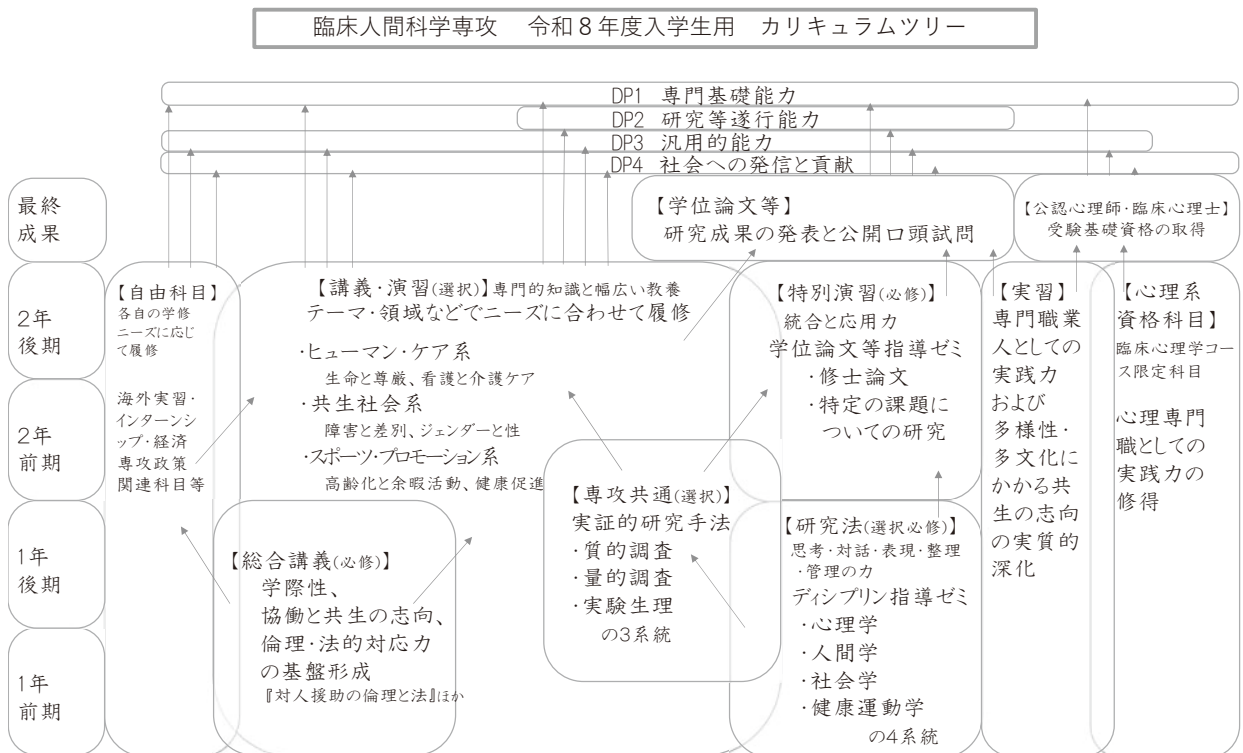 臨床人間科学専攻　令和８年度入学生用　カリキュラムツリー
DP1 専門基礎能力
DP2 研究等遂行能力
DP3 汎用的能力
DP4 社会への発信と貢献
最終
成果
2年
後期
2年
前期
1年
後期
1年
前期
【学位論文等】
研究成果の発表と公開口頭試問
【公認心理師・臨床心理士】
受験基礎資格の取得
【自由科目】
各自の学修
ニーズに応じ
て履修
海外実習・
インターンシ
ップ・経済
専攻政策
関連科目等
【講義・演習(選択)】専門的知識と幅広い教養
テーマ・領域などでニーズに合わせて履修
・ヒューマン・ケア系
生命と尊厳、看護と介護ケア
・共生社会系
障害と差別、ジェンダーと性
・スポーツ・プロモーション系
高齢化と余暇活動、健康促進
【総合講義(必修)】
学際性、
協働と共生の志向、
倫理・法的対応力
の基盤形成
『対人援助の倫理と法』ほか
【専攻共通(選択)】
実証的研究手法
・質的調査
・量的調査
・実験生理
の3系統
【特別演習(必修)】
統合と応用力
学位論文等指導ゼミ
・修士論文
・特定の課題に
ついての研究
【研究法(選択必修)】
思考・対話・表現・整理
・管理の力
ディシプリン指導ゼミ
・心理学
・人間学
・社会学
・健康運動学
の4系統
【実習】
専門職業
人としての
実践力
および
多様性・
多文化に
かかる共
生の志向
の実質的
深化
【心理系
資格科目】
臨床心理学コー
ス限定科目
心理専門
職としての
実践力の
修得